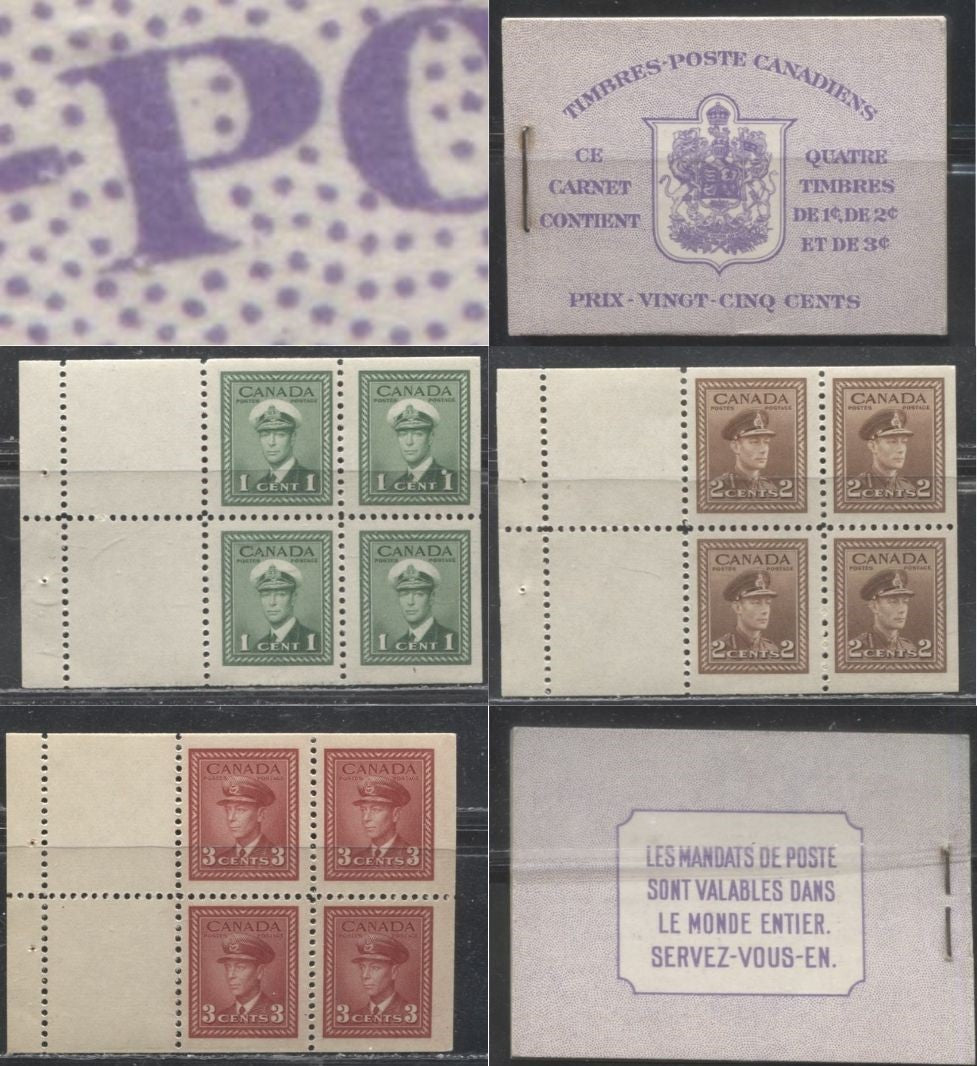 -PO
TIMBRES-POSTE CANADIENS
CE
CARNET
CONTIENT
QUATRE
TIMBRES
DE 1¢, DE 2¢
ET DE 3¢
PRIX - VINGT - CINQ CENTS
CANADA
POSTES POSTAGE
1 CENT 1
CANADA
POSTES POSTAGE
1 CENT 1
CANADA
POSTES POSTAGE
1 CENT 1
CANADA
POSTES POSTAGE
1 CENT 1
CANADA
POSTES POSTAGE
2 CENTS 2
CANADA
POSTES POSTAGE
2 CENTS 2
CANADA
POSTES POSTAGE
2 CENTS 2
CANADA
POSTES POSTAGE
2 CENTS 2
CANADA
POSTES POSTAGE
3 CENTS 3
CANADA
POSTES POSTAGE
3 CENTS 3
CANADA
POSTES POSTAGE
3 CENTS 3
CANADA
POSTES POSTAGE
3 CENTS 3
LES MANDATS DE POSTE
SONT VALABLES DANS
LE MONDE ENTIER.
SERVEZ-VOUS-EN.